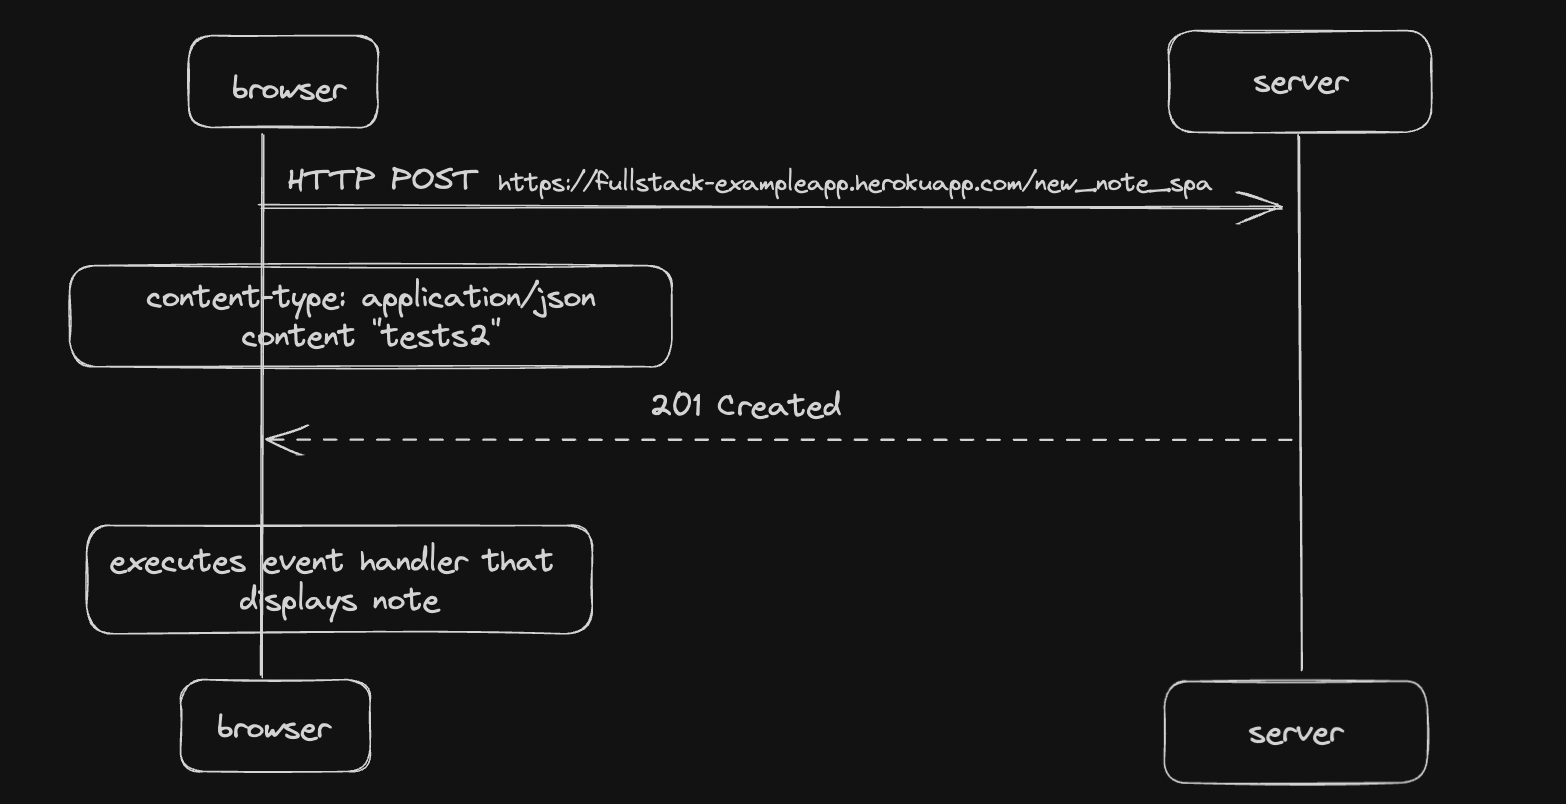 browser
server
HTTP POST https://fullstack-exampleapp.herokuapp.com/new_note_spa
content-type: application/json
content "tests2"
201 Created
executes event handler that
displays note
browser
server